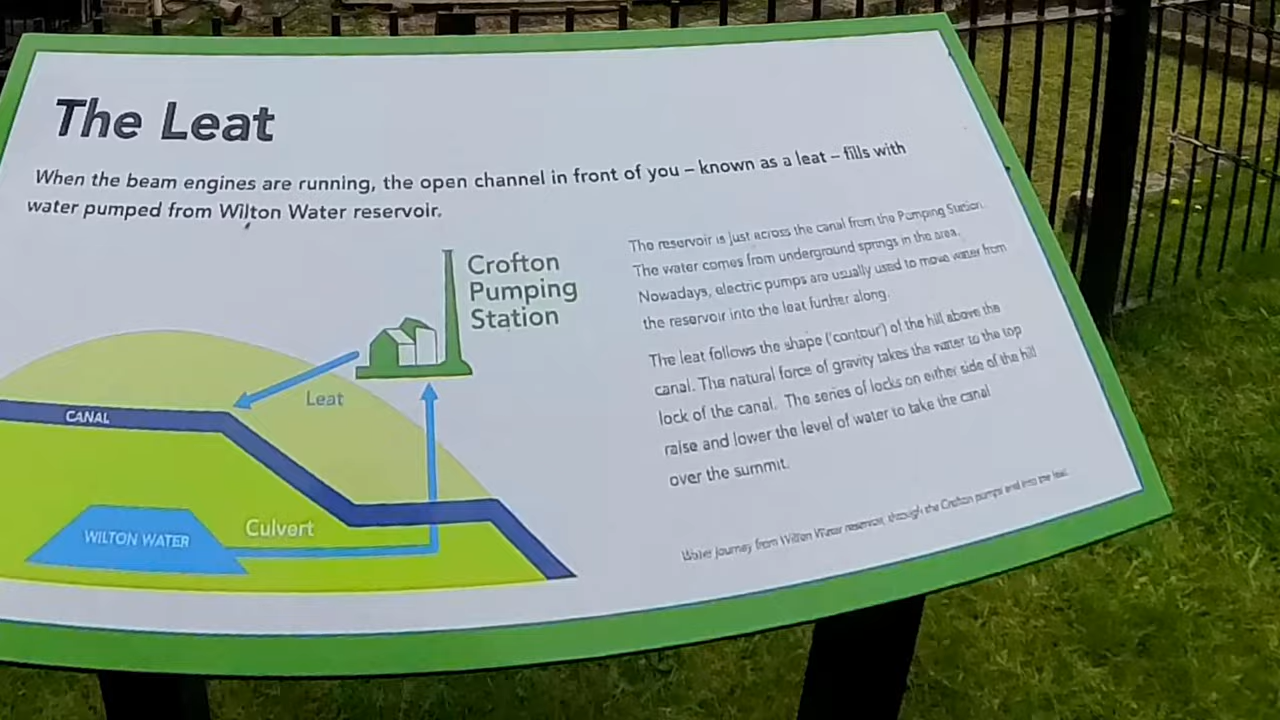 The Leat
When the beam engines are running, the open channel in front of you – known as a leat – fills with
water pumped from Wilton Water reservoir.
Crofton
Pumping
Station
Leat
CANAL
Culvert
WILTON WATER
The reservoir is just across the canal from the Pumping Station.
The water comes from underground springs in the area.
Nowadays, electric pumps are usually used to move water from
the reservoir into the leat further along.
The leat follows the shape ('contour') of the hill above the
canal. The natural force of gravity takes the water to the top
lock of the canal. The series of locks on either side of the hill
raise and lower the level of water to take the canal
over the summit.
Water journey from Wilton Water reservoir, through the Crofton pumps and into the leat.